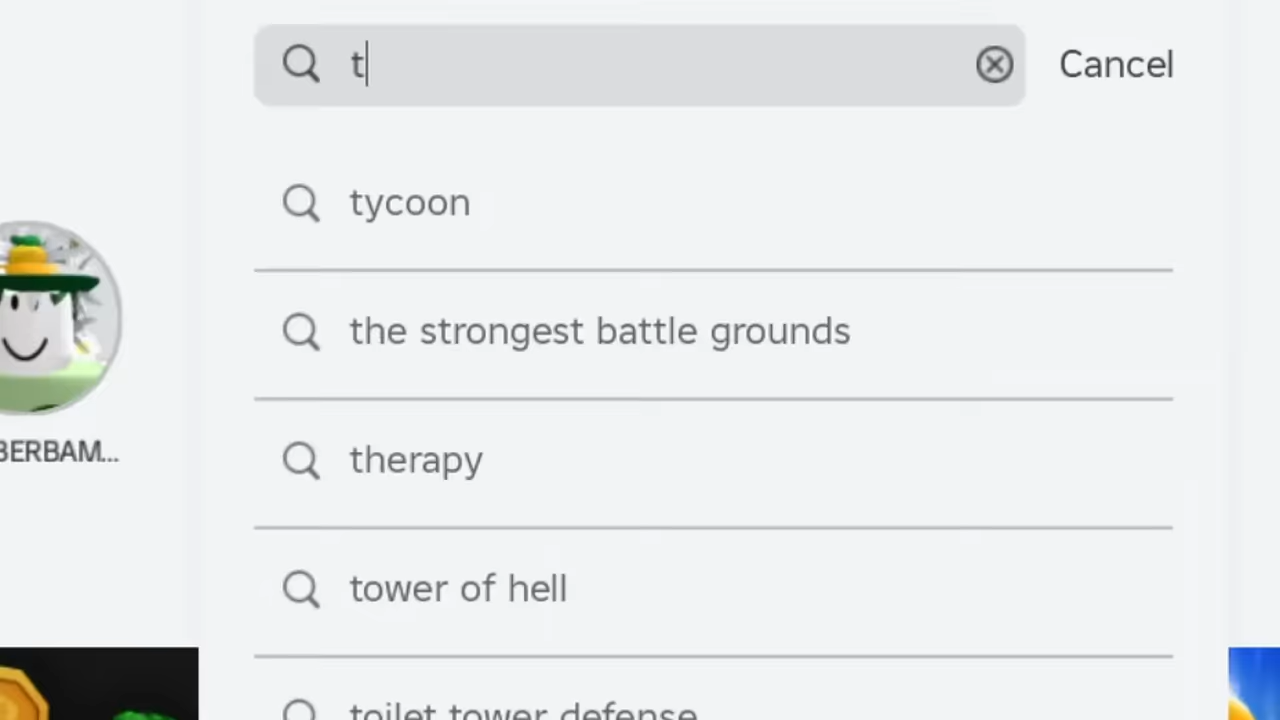 t
Cancel
tycoon
the strongest battle grounds
BERBAM...
therapy
tower of hell
toilet tower defense